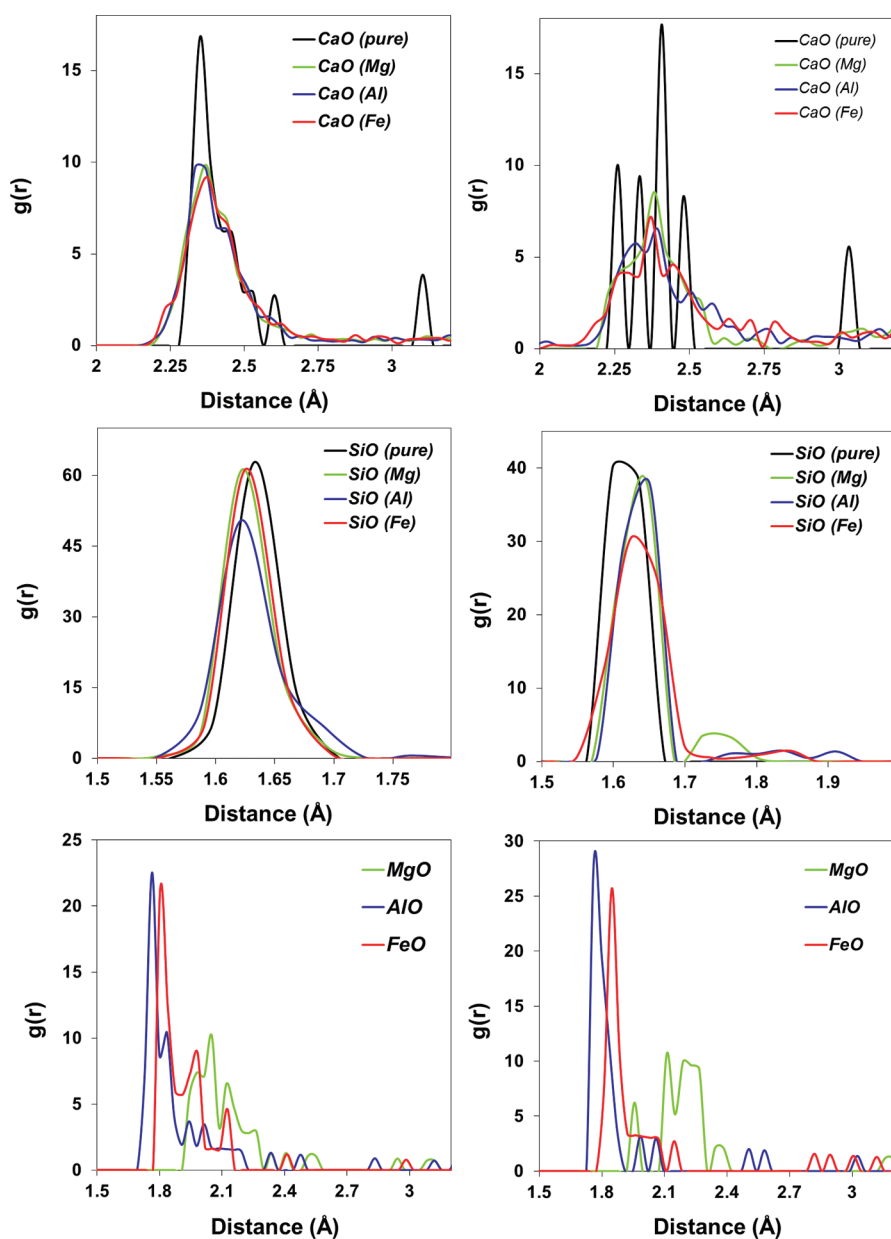 CaO (pure)
CaO (Mg)
CaO (Al)
CaO (Fe)
15
10
5
0
g(r)
2
2.25
2.5
2.75
3
Distance (Å)
CaO (pure)
CaO (Mg)
CaO (Al)
CaO (Fe)
15
10
5
0
g(r)
2
2.25
2.5
2.75
3
Distance (Å)
SiO (pure)
SiO (Mg)
SiO (Al)
SiO (Fe)
60
45
30
15
0
g(r)
1.5
1.55
1.6
1.65
1.7
1.75
Distance (Å)
SiO (pure)
SiO (Mg)
SiO (Al)
SiO (Fe)
40
30
20
10
0
g(r)
1.5
1.6
1.7
1.8
1.9
Distance (Å)
MgO
AlO
FeO
25
20
15
10
5
0
g(r)
1.5
1.8
2.1
2.4
2.7
3
Distance (Å)
MgO
AlO
FeO
30
25
20
15
10
5
0
g(r)
1.5
1.8
2.1
2.4
2.7
3
Distance (Å)